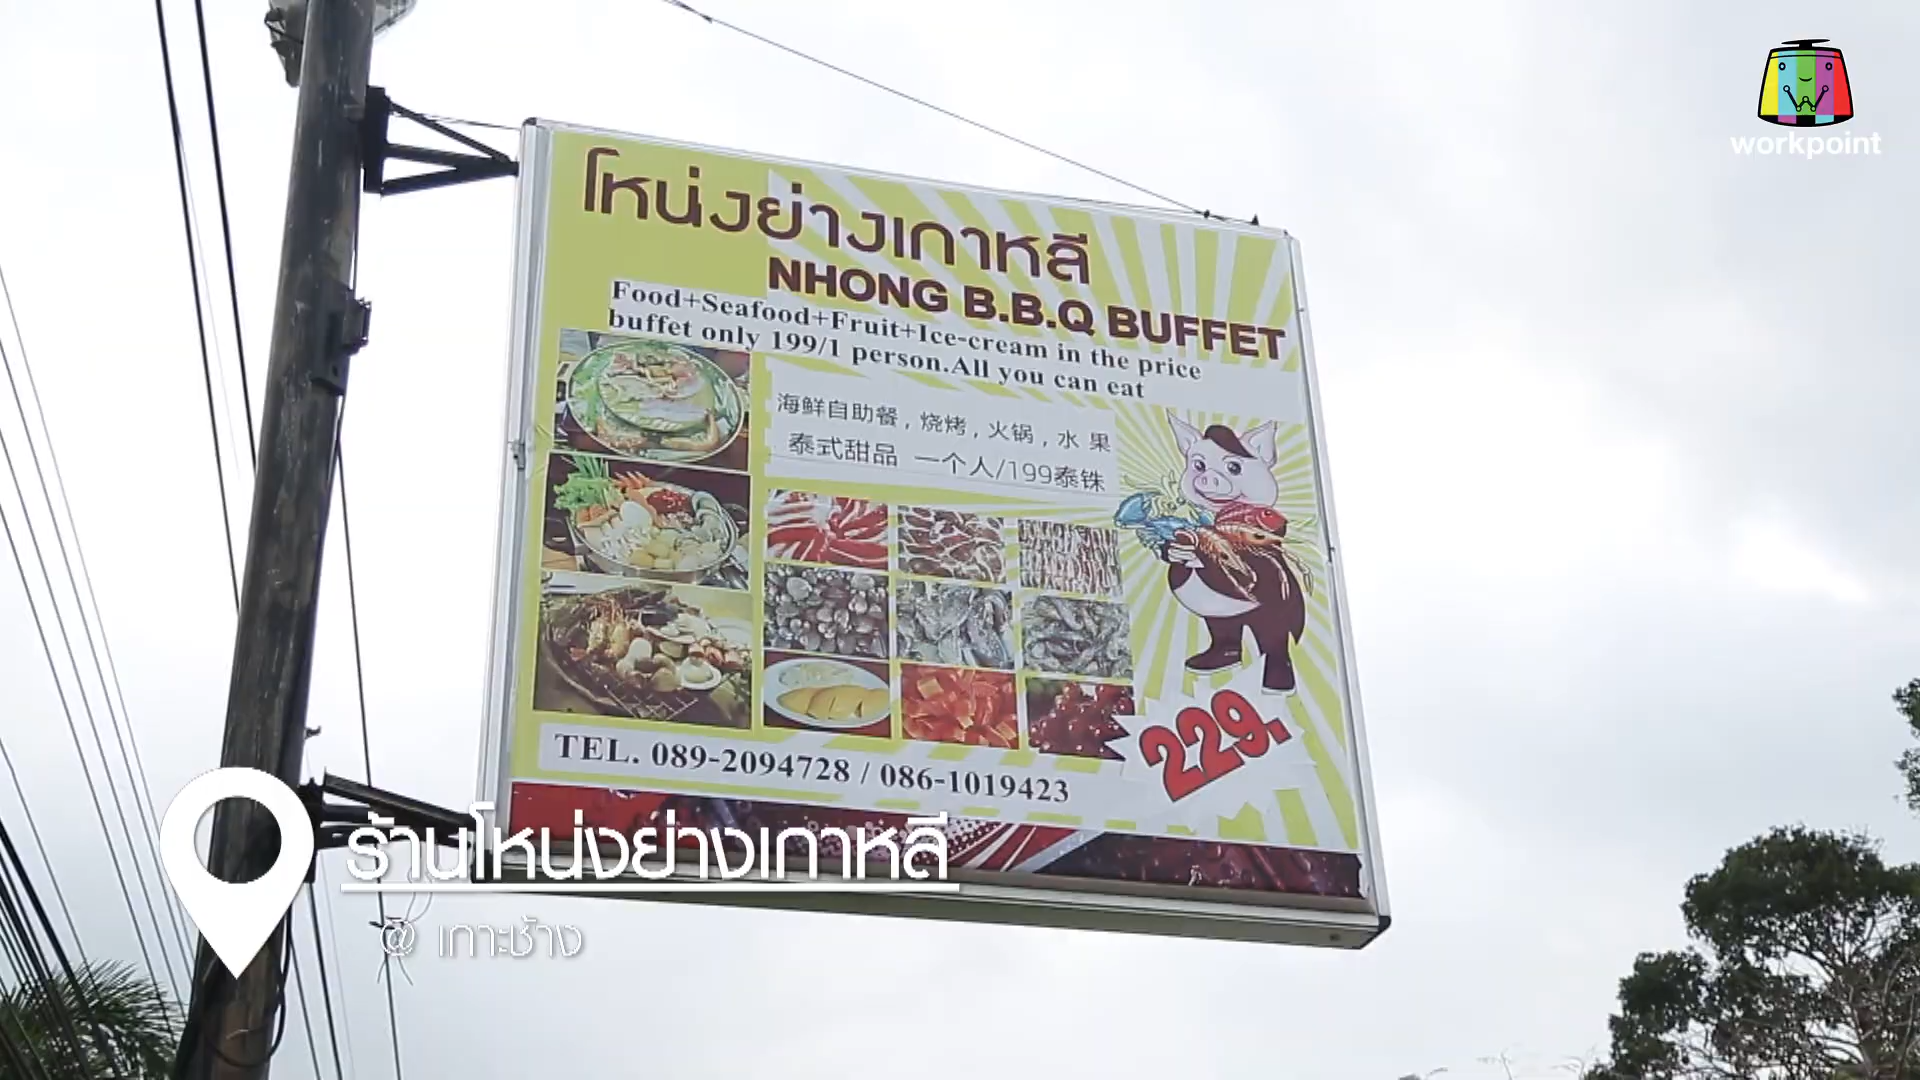 workpoint
โหน่งย่างเกาหลี
NHONG B.B.Q BUFFET
Food+Seafood+Fruit+Ice-cream in the price
buffet only 199/1 person.All you can eat
海鲜自助餐，烧烤，火锅，水 果
泰式甜品 一个人/199泰铢
229.
TEL. 089-2094728 / 086-1019423
ร้านโหน่งย่างเกาหลี
@ เกาะช้าง